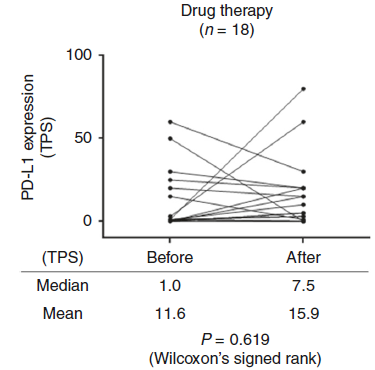 Drug therapy
(n = 18)
PD-L1 expression
(TPS)
100
50
0
(TPS) Before After
Median 1.0 7.5
Mean 11.6 15.9
P = 0.619
(Wilcoxon's signed rank)